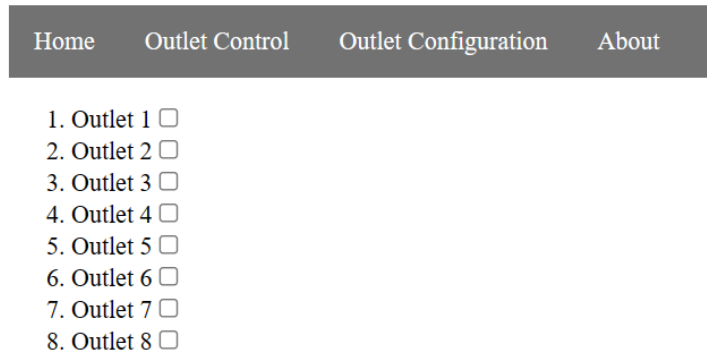 Home Outlet Control Outlet Configuration About
1. Outlet 1
2. Outlet 2
3. Outlet 3
4. Outlet 4
5. Outlet 5
6. Outlet 6
7. Outlet 7
8. Outlet 8